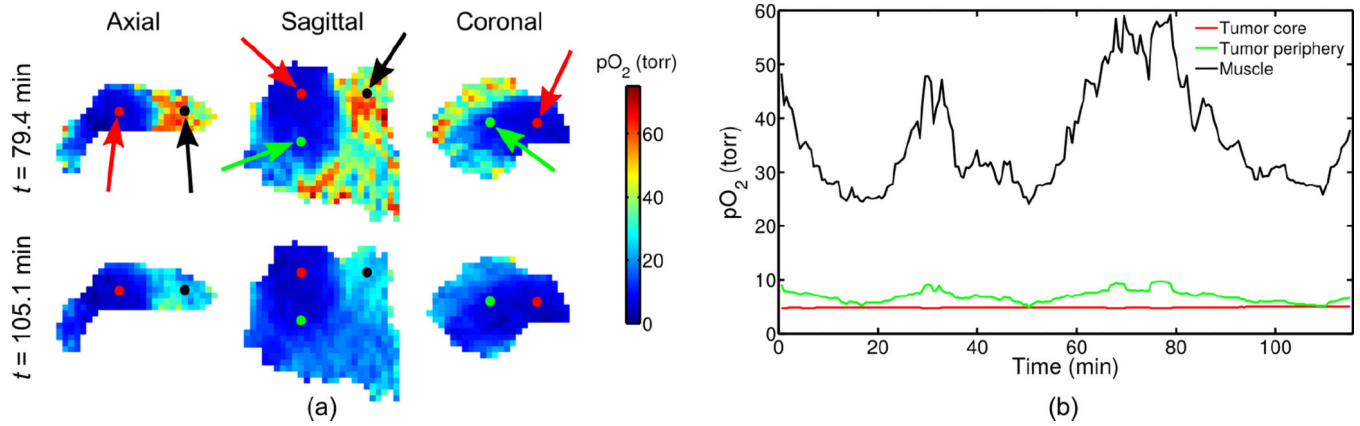 Axial
Sagittal
Coronal
t = 79.4 min
t = 105.1 min
pO2 (torr)
60
40
20
0
(a)
60
50
40
30
20
10
0
pO2 (torr)
0
20
40
60
80
100
Time (min)
Tumor core
Tumor periphery
Muscle
(b)